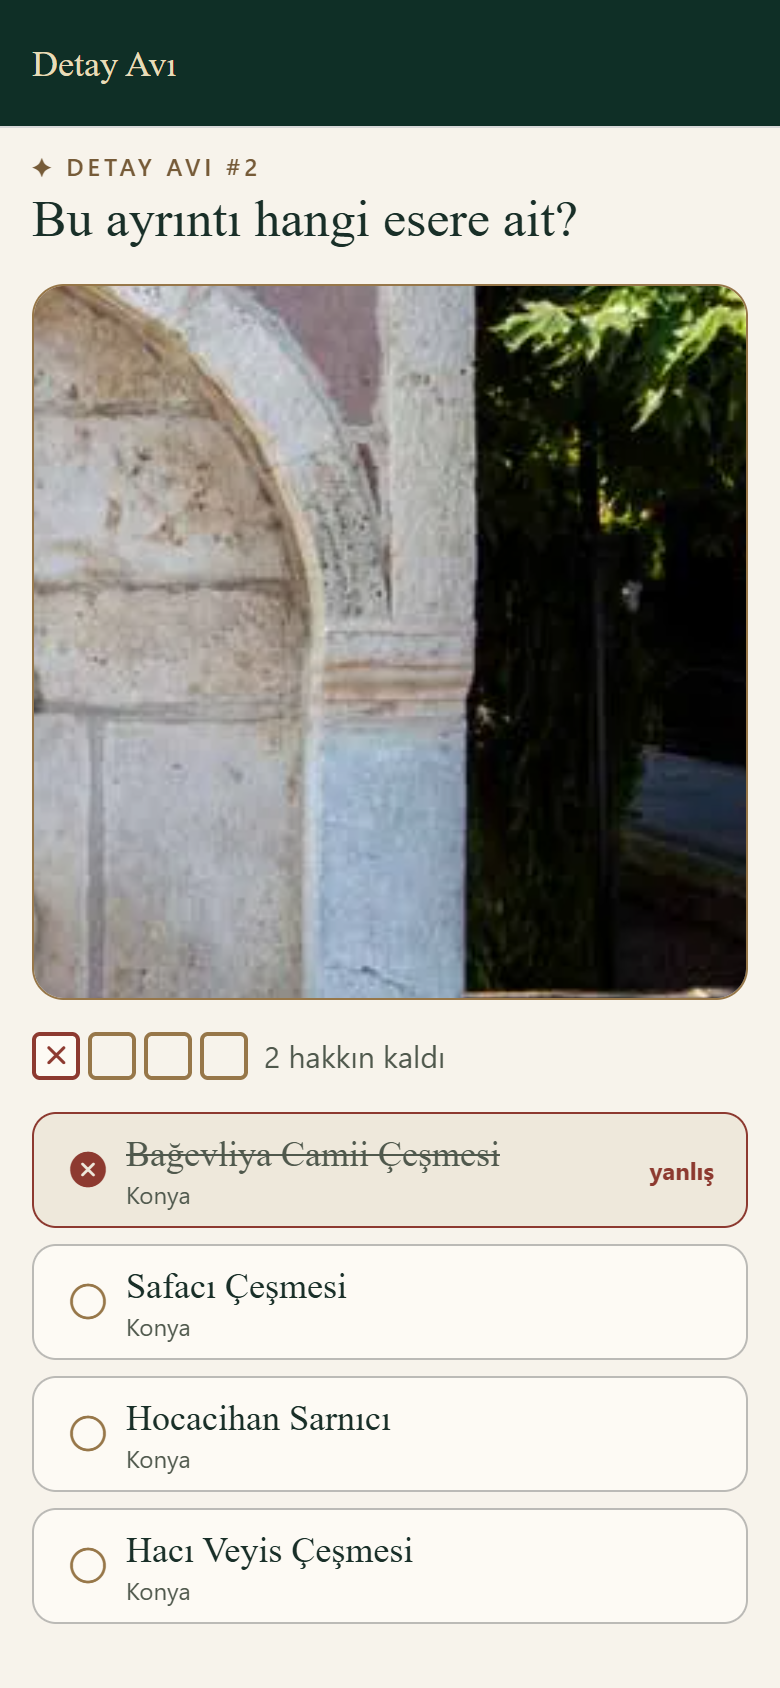 Detay Avı
✦ DETAY AVI #2
Bu ayrıntı hangi esere ait?
2 hakkın kaldı
Bağevliya Camii Çeşmesi
Konya
yanlış
Safacı Çeşmesi
Konya
Hocacihan Sarnıcı
Konya
Hacı Veyis Çeşmesi
Konya